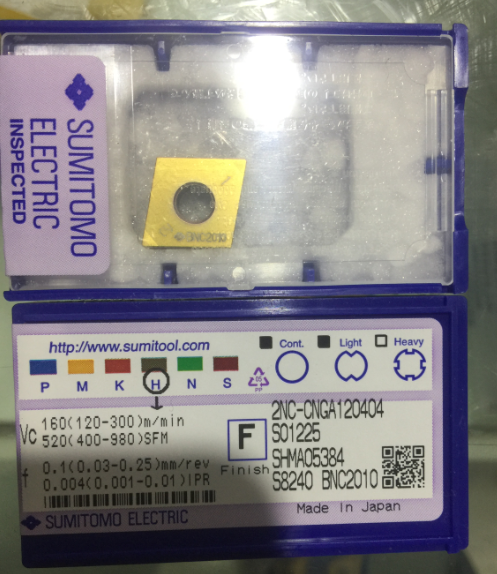 SUMITOMO
ELECTRIC
INSPECTED
BNC2010
http://www.sumitool.com
Cont. Light Heavy
P M K H N S
Vc 160(120-300)m/min
520(400-980)SFM
f 0.1(0.03-0.25)mm/rev
0.004(0.001-0.01)IPR
F
Finish
2NC-CNGA120404
S01225
SHMA05384
S8240 BNC2010
Made In Japan
SUMITOMO ELECTRIC